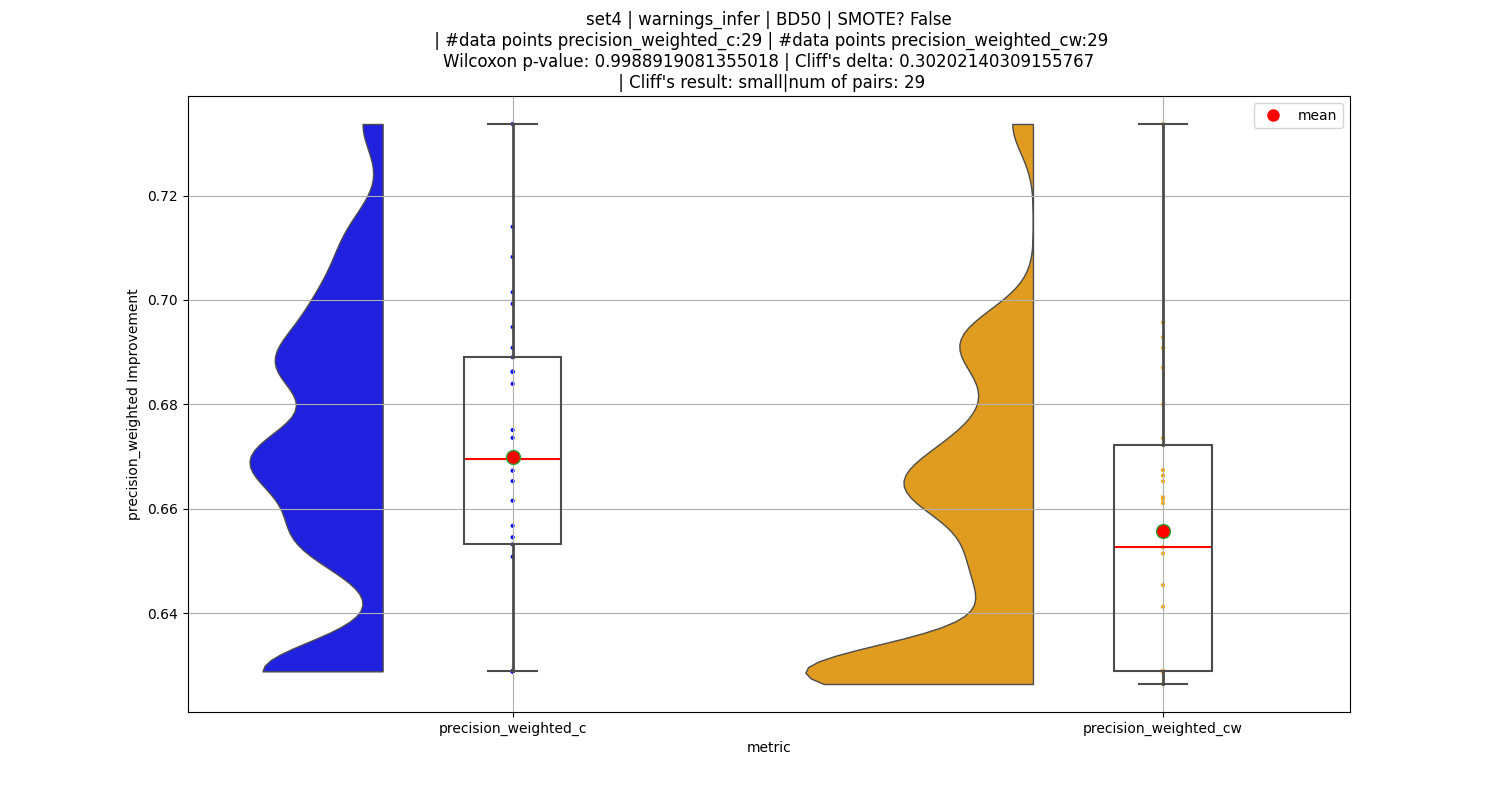 set4 | warnings_infer | BD50 | SMOTE? False
| #data points precision_weighted_c:29 | #data points precision_weighted_cw:29
Wilcoxon p-value: 0.9988919081355018 | Cliff's delta: 0.30202140309155767
| Cliff's result: small|num of pairs: 29
mean
0.72
0.70
0.68
0.66
0.64
precision_weighted Improvement
precision_weighted_c
precision_weighted_cw
metric